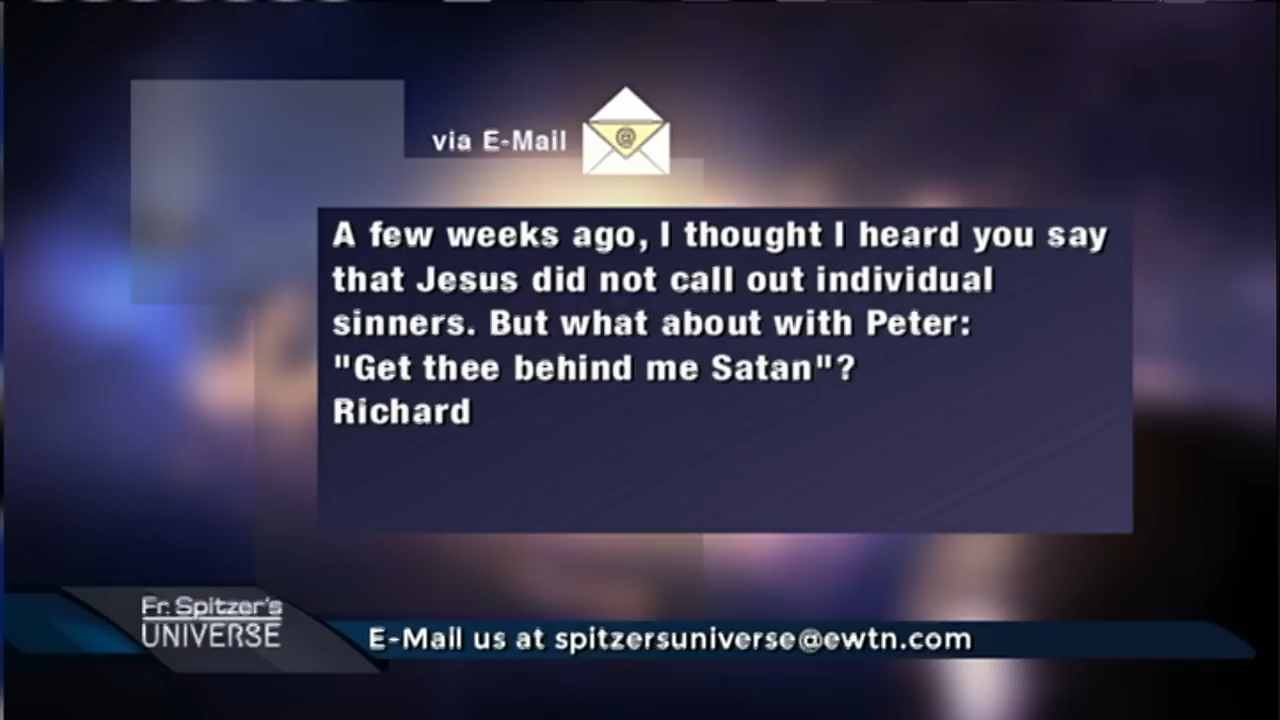 via E-Mail
@
A few weeks ago, I thought I heard you say
that Jesus did not call out individual
sinners. But what about with Peter:
"Get thee behind me Satan"?
Richard
Fr. Spitzer's
UNIVERSE
E-Mail us at spitzersuniverse@ewtn.com